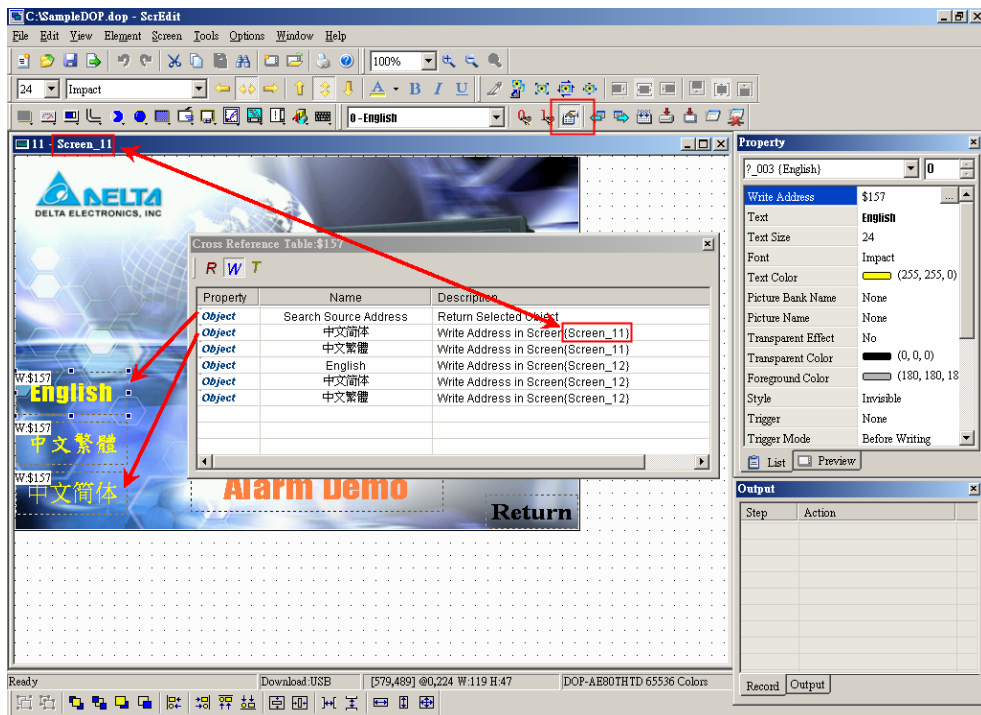 C:\SampleDOP.dop - ScrEdit
File Edit View Element Screen Tools Options Window Help
100%
24 Impact A B I U
0 - English
11 - Screen_11
DELTA
DELTA ELECTRONICS, INC
Cross Reference Table:$157
R W T
Property Name Description
Object Search Source Address Return Selected Object
Object 中文简体 Write Address in Screen{Screen_11}
Object 中文繁體 Write Address in Screen{Screen_11}
Object English Write Address in Screen{Screen_12}
Object 中文简体 Write Address in Screen{Screen_12}
Object 中文繁體 Write Address in Screen{Screen_12}
W:$157
English
W:$157
中文繁體
W:$157
中文简体
Alarm Demo
Return
Property
?_003 {English} 0
Write Address $157 ...
Text English
Text Size 24
Font Impact
Text Color (255, 255, 0)
Picture Bank Name None
Picture Name None
Transparent Effect No
Transparent Color (0, 0, 0)
Foreground Color (180, 180, 18
Style Invisible
Trigger None
Trigger Mode Before Writing
List Preview
Output
Step Action
Record Output
Ready Download:USB [579,489] @0,224 W:119 H:47 DOP-AE80THTD 65536 Colors